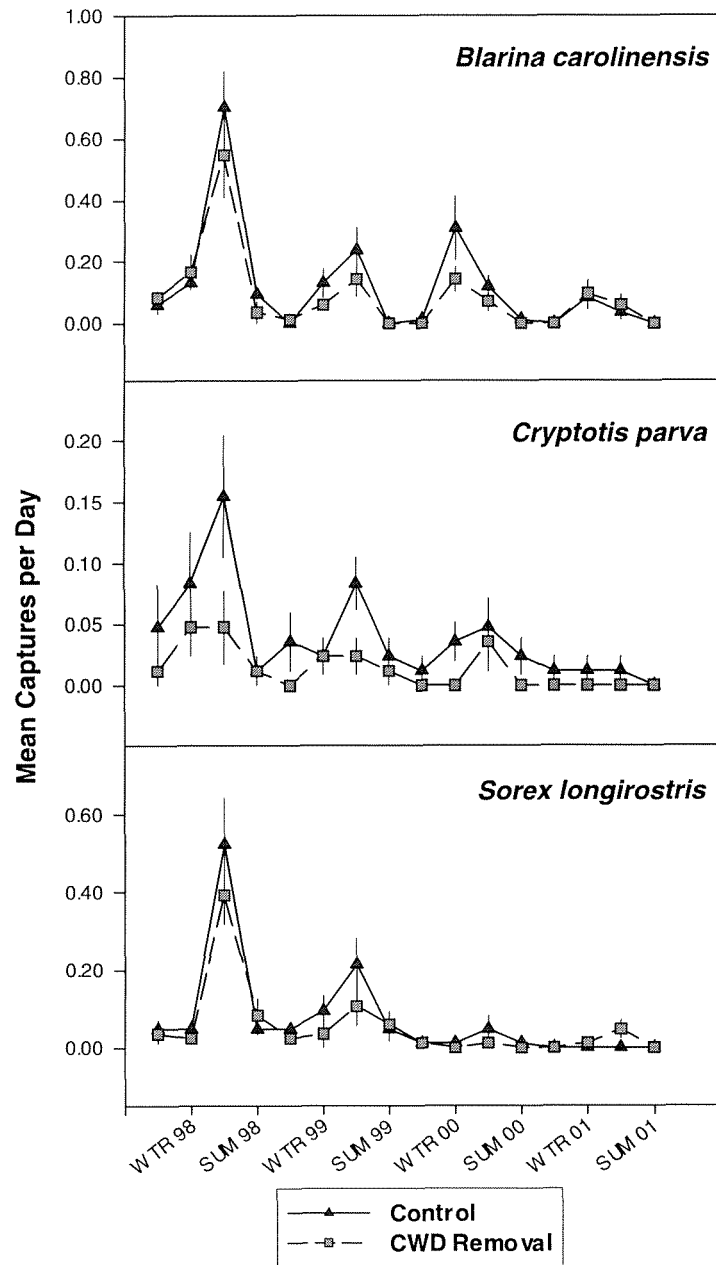 Mean Captures per Day
Blarina carolinensis
1.00
0.80
0.60
0.40
0.20
0.00
Cryptotis parva
0.20
0.15
0.10
0.05
0.00
Sorex longirostris
0.60
0.40
0.20
0.00
WTR 98
SUM 98
WTR 99
SUM 99
WTR 00
SUM 00
WTR 01
SUM 01
Control
CWD Removal